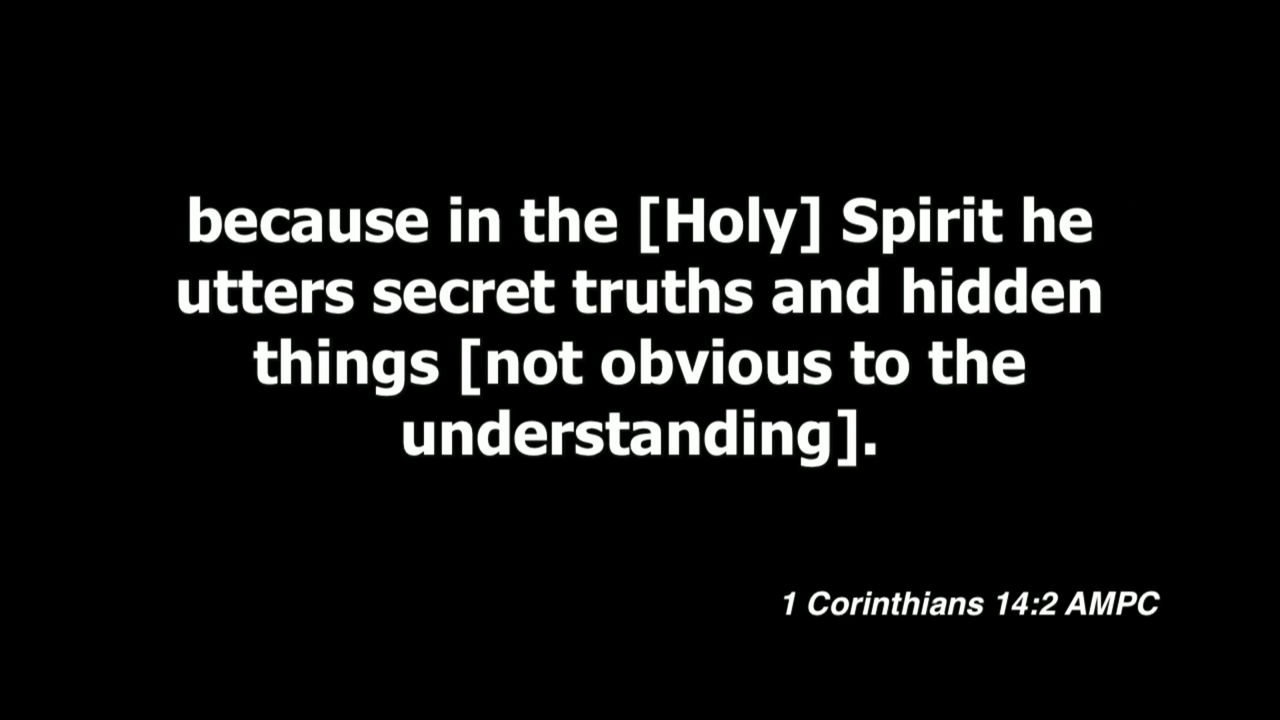 because in the [Holy] Spirit he
utters secret truths and hidden
things [not obvious to the
understanding].
1 Corinthians 14:2 AMPC